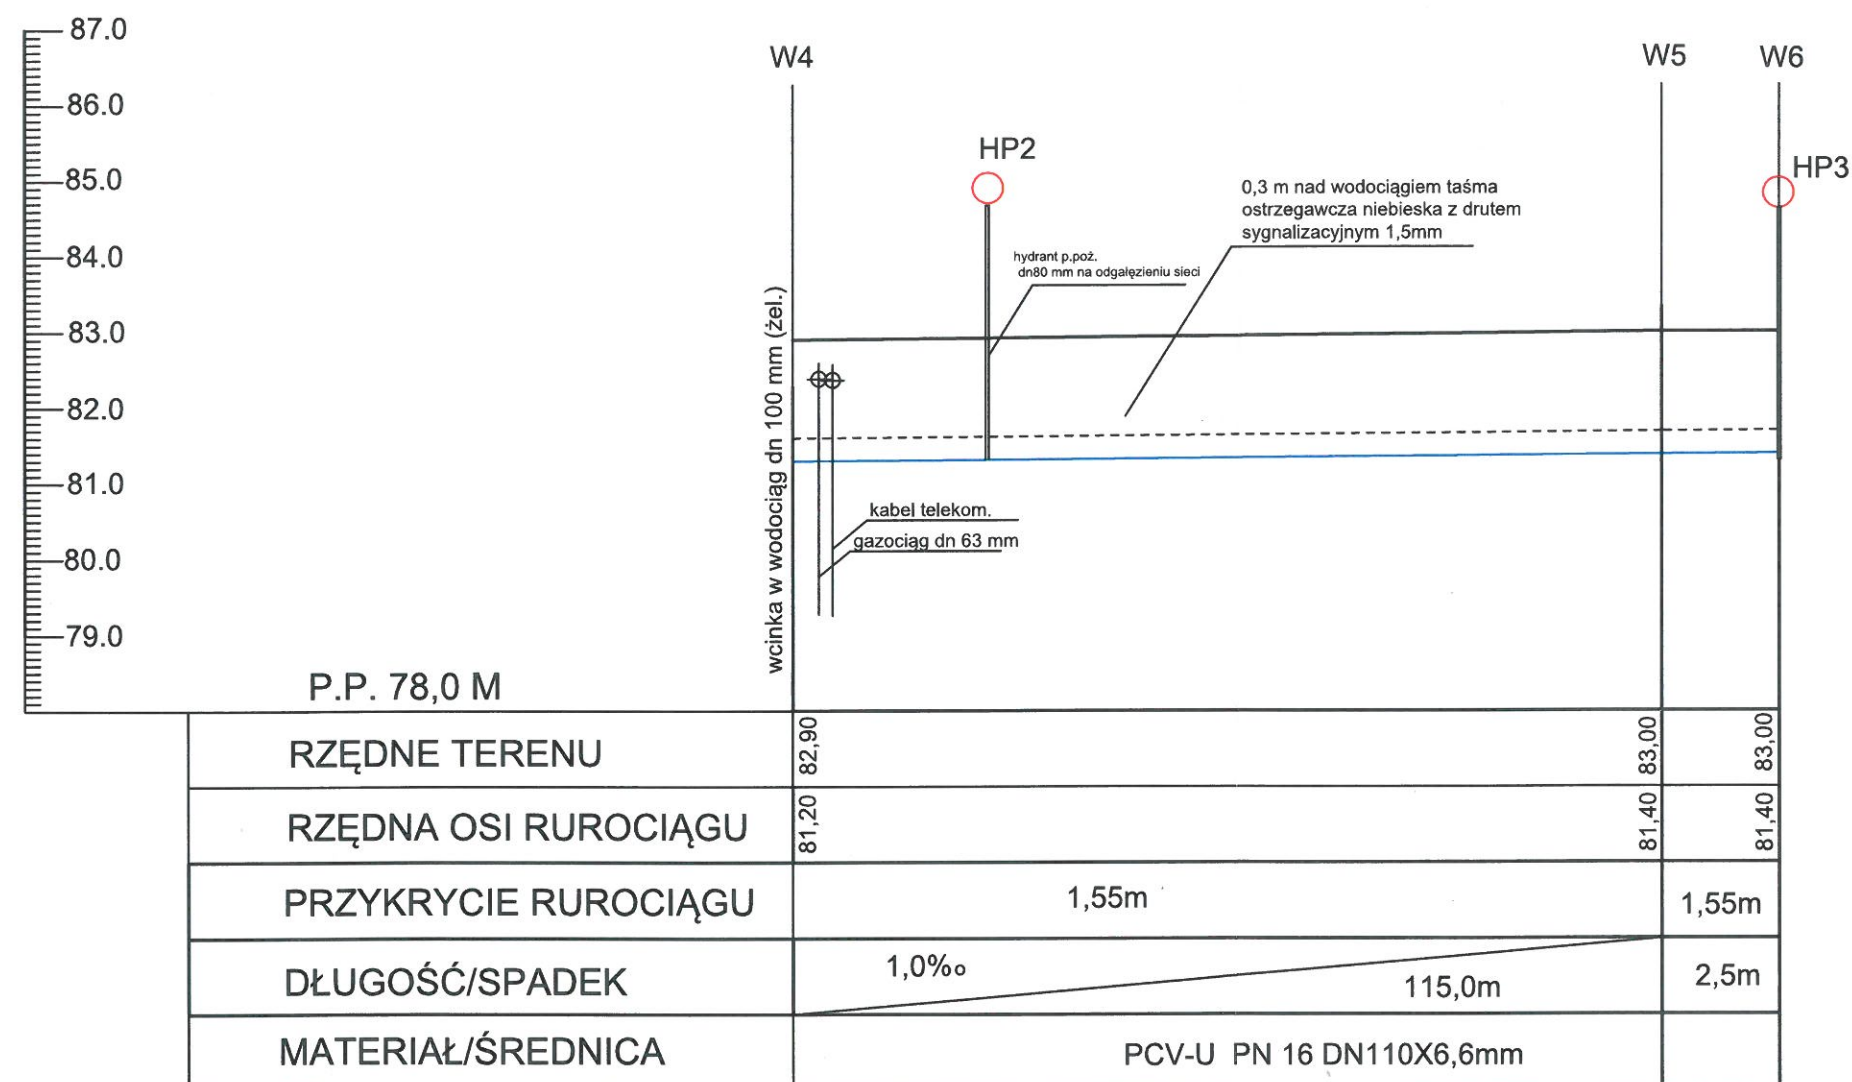 87.0
86.0
85.0
84.0
83.0
82.0
81.0
80.0
79.0
W4
W5
W6
HP2
HP3
0,3 m nad wodociągiem taśma
ostrzegawcza niebieska z drutem
sygnalizacyjnym 1,5mm
hydrant p.poż.
dn80 mm na odgałęzieniu sieci
wcinka w wodociąg dn 100 mm (żel.)
kabel telekom.
gazociąg dn 63 mm
P.P. 78,0 M
RZĘDNE TERENU
82,90
83,00
83,00
RZĘDNA OSI RUROCIĄGU
81,20
81,40
81,40
PRZYKRYCIE RUROCIĄGU
1,55m
1,55m
DŁUGOŚĆ/SPADEK
1,0‰
115,0m
2,5m
MATERIAŁ/ŚREDNICA
PCV-U PN 16 DN110X6,6mm